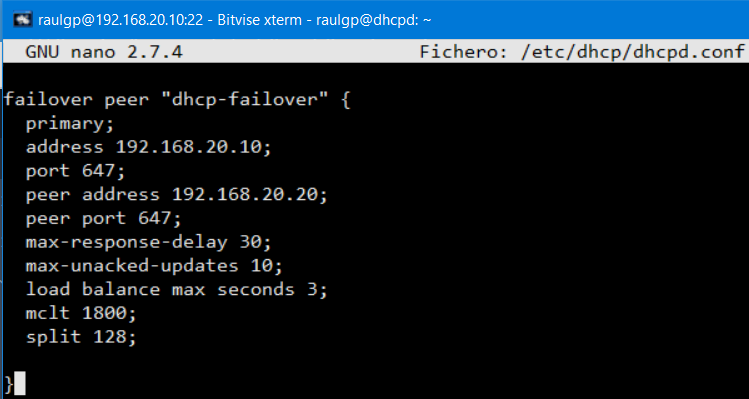 raulgp@192.168.20.10:22 - Bitvise xterm - raulgp@dhcpd: ~
GNU nano 2.7.4 Fichero: /etc/dhcp/dhcpd.conf
failover peer "dhcp-failover" {
primary;
address 192.168.20.10;
port 647;
peer address 192.168.20.20;
peer port 647;
max-response-delay 30;
max-unacked-updates 10;
load balance max seconds 3;
mclt 1800;
split 128;
}